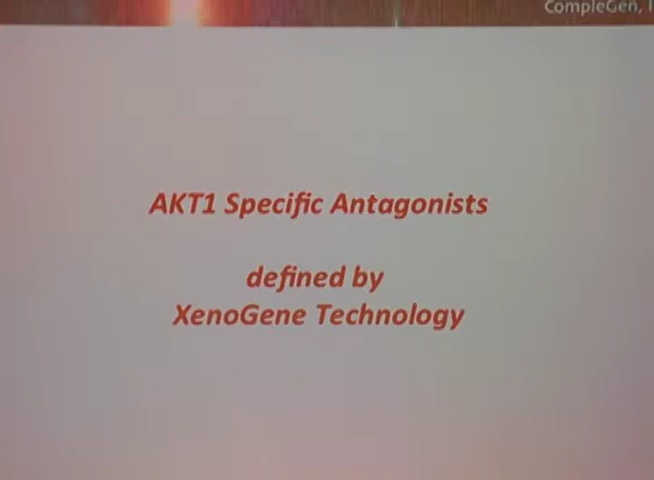 CompleGen, I
AKT1 Specific Antagonists
defined by
XenoGene Technology